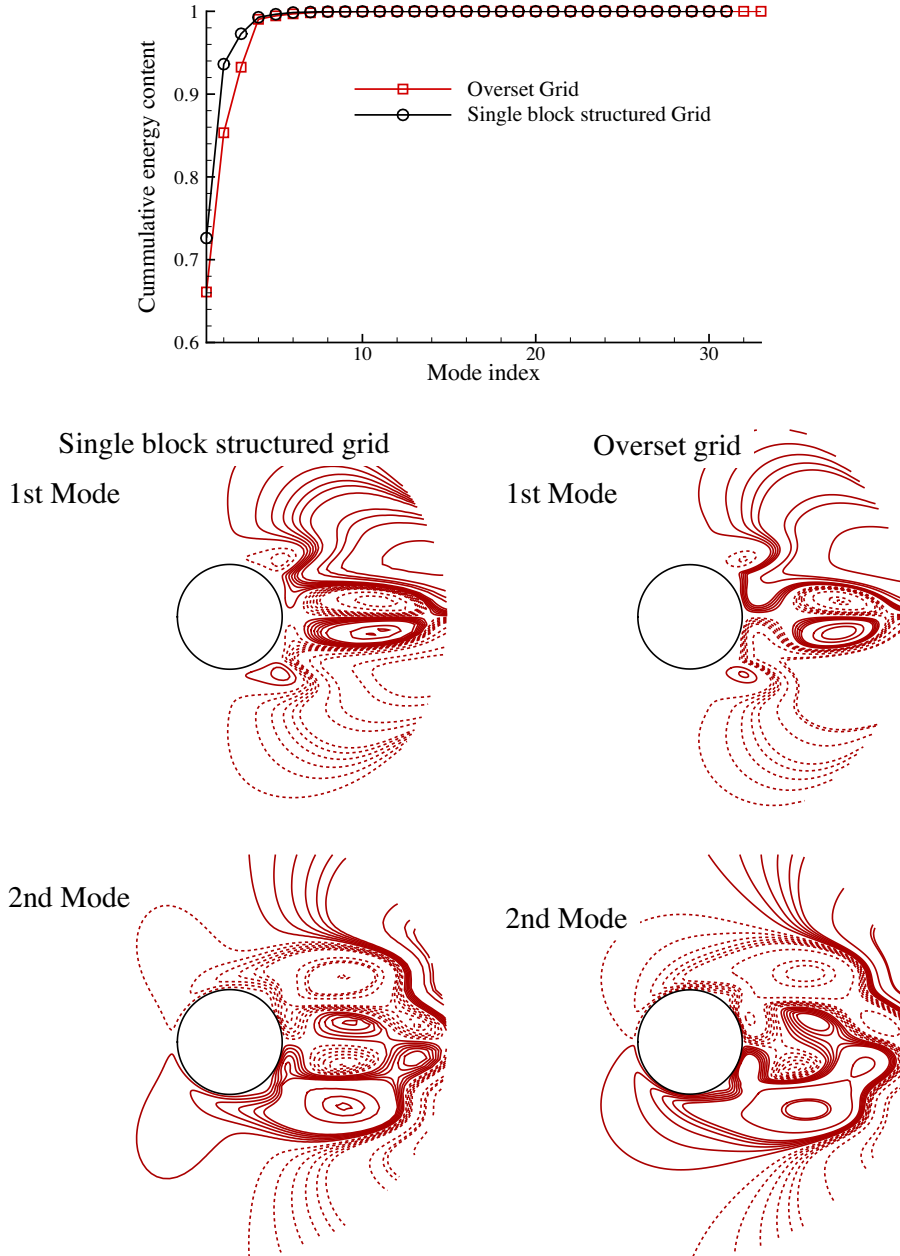 1
0.9
0.8
0.7
0.6
Cummulative energy content
Overset Grid
Single block structured Grid
10
20
30
Mode index
Single block structured grid
Overset grid
1st Mode
1st Mode
2nd Mode
2nd Mode